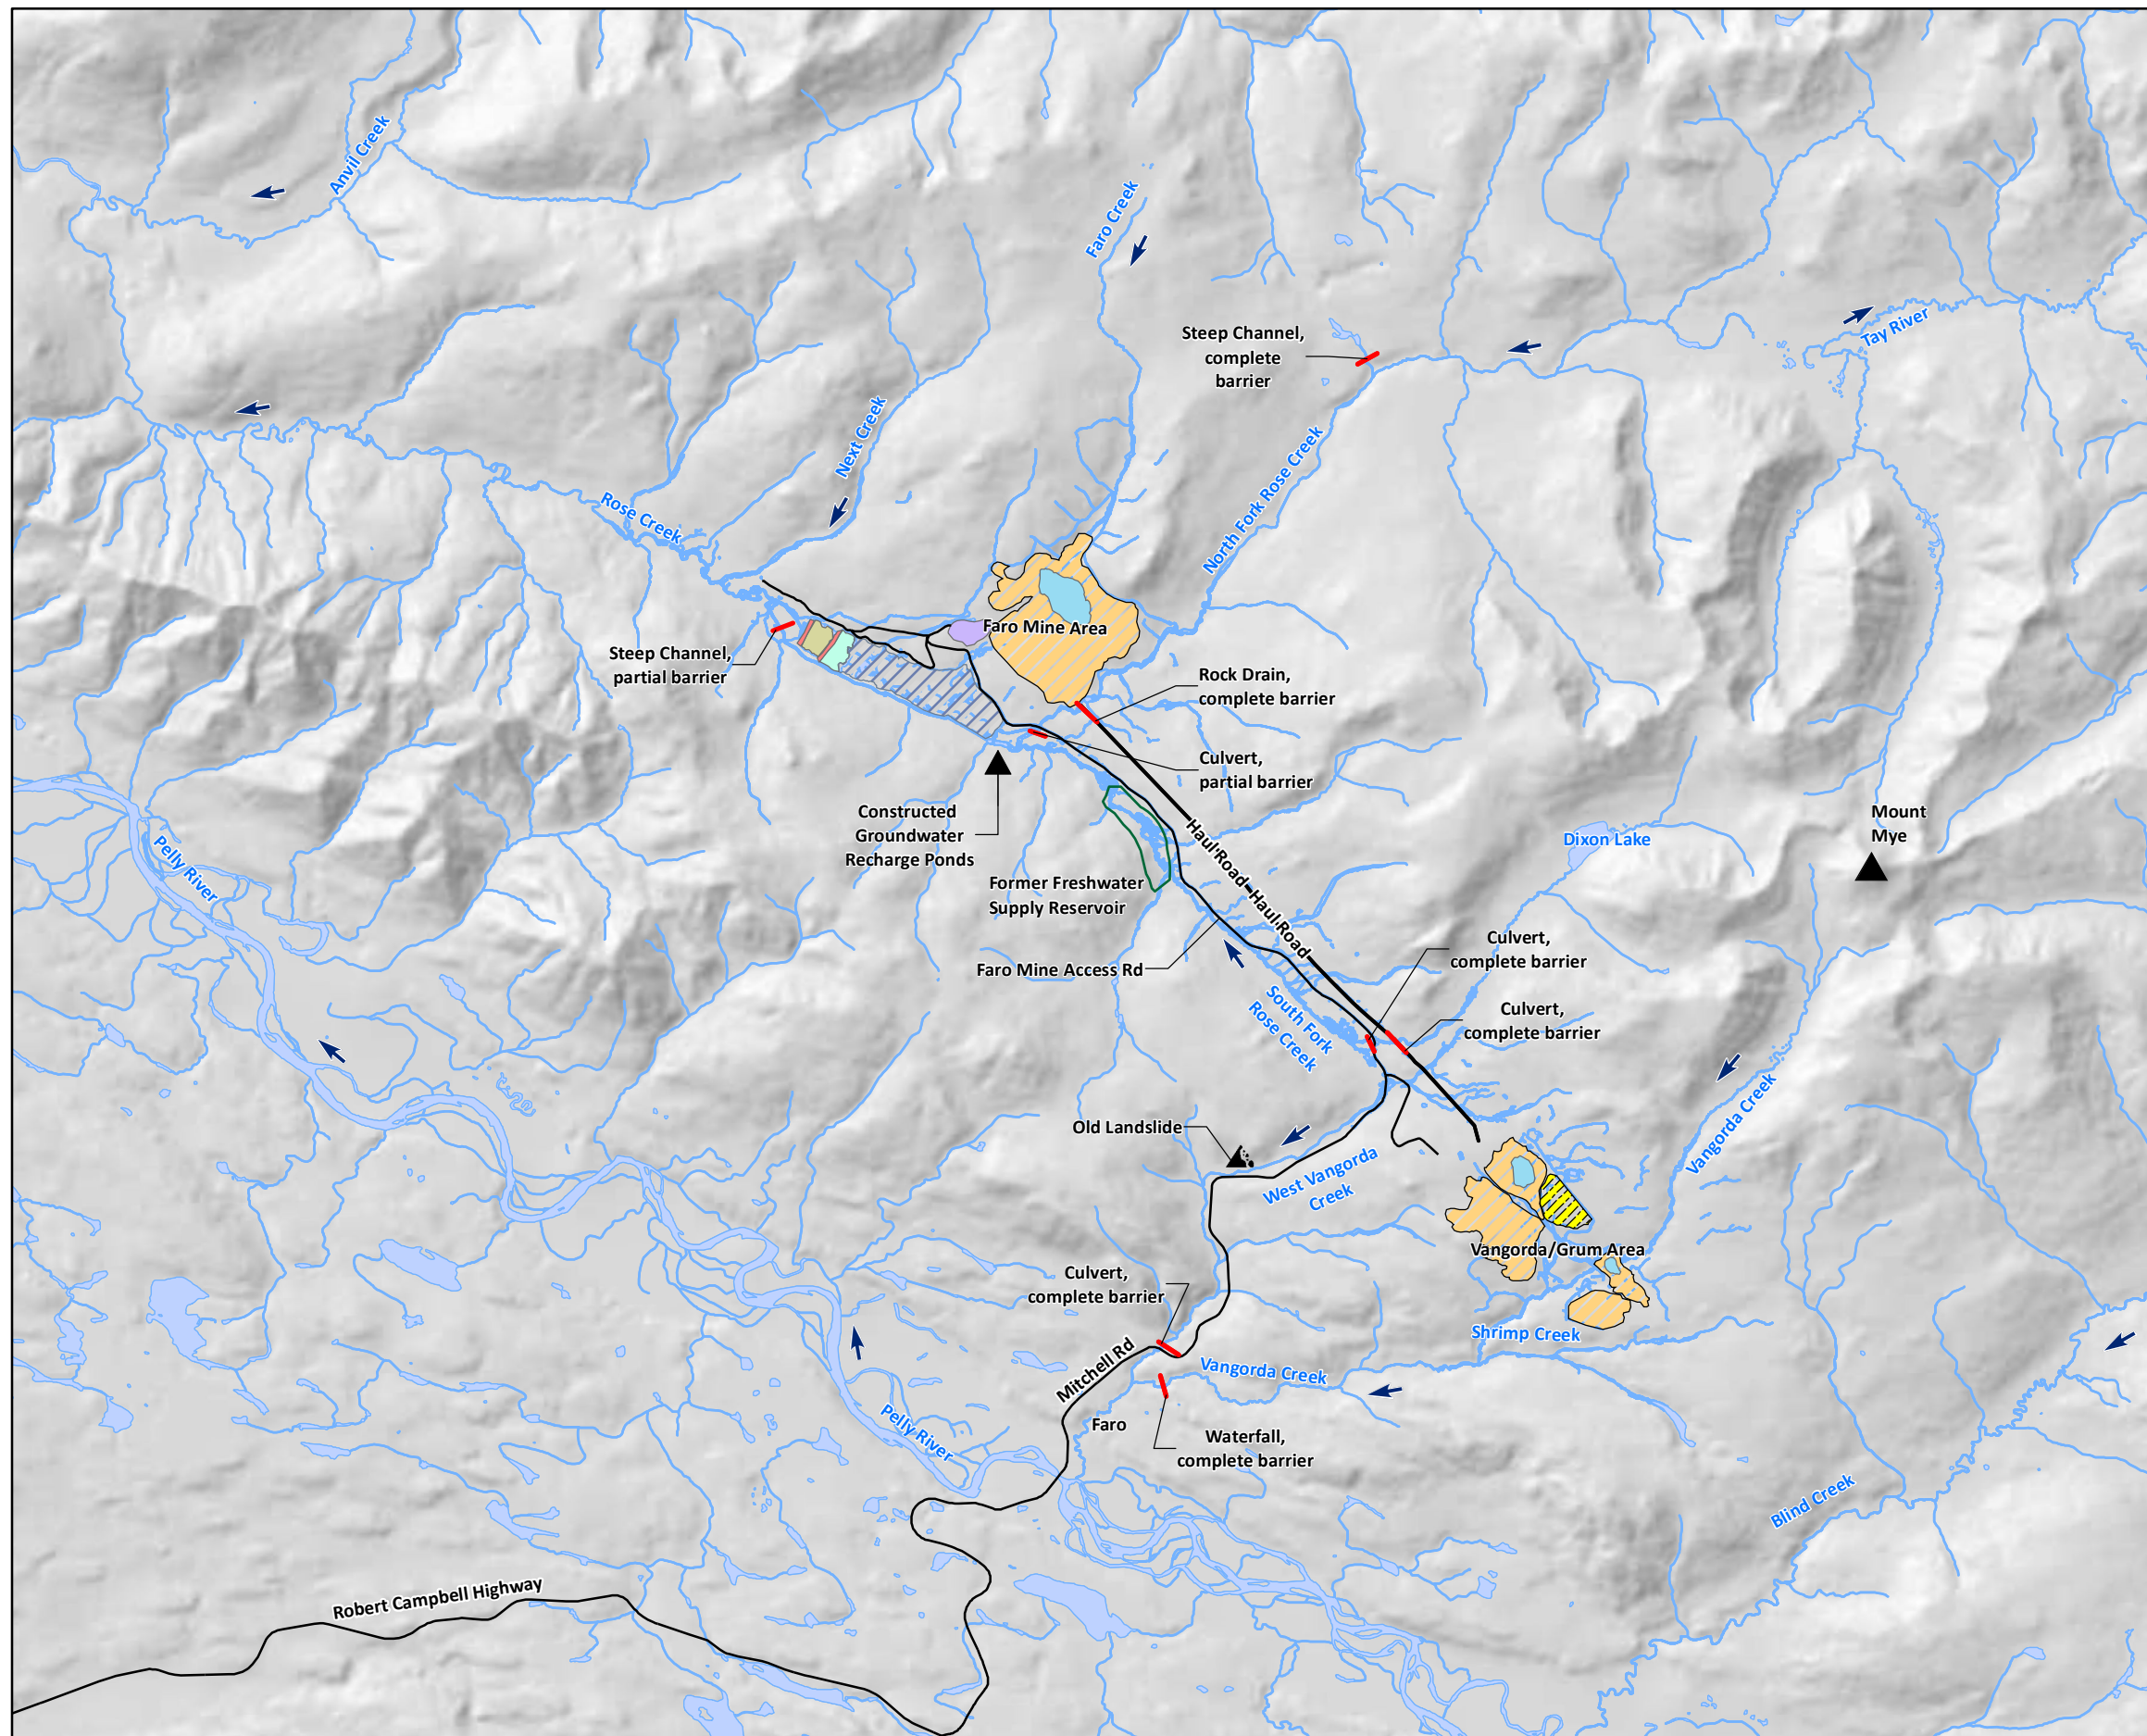 Anvil Creek
Faro Creek
Tay River
Steep Channel,
complete
barrier
Next Creek
North Fork Rose Creek
Rose Creek
Faro Mine Area
Steep Channel,
partial barrier
Rock Drain,
complete barrier
Culvert,
partial barrier
Constructed
Groundwater
Recharge Ponds
Mount
Mye
Haul Road
Dixon Lake
Pelly River
Former Freshwater
Supply Reservoir
Haul Road
Culvert,
complete barrier
Faro Mine Access Rd
South Fork
Rose Creek
Culvert,
complete barrier
Vangorda Creek
Old Landslide
West Vangorda
Creek
Vangorda/Grum Area
Culvert,
complete barrier
Shrimp Creek
Mitchell Rd
Vangorda Creek
Faro
Pelly River
Waterfall,
complete barrier
Blind Creek
Robert Campbell Highway